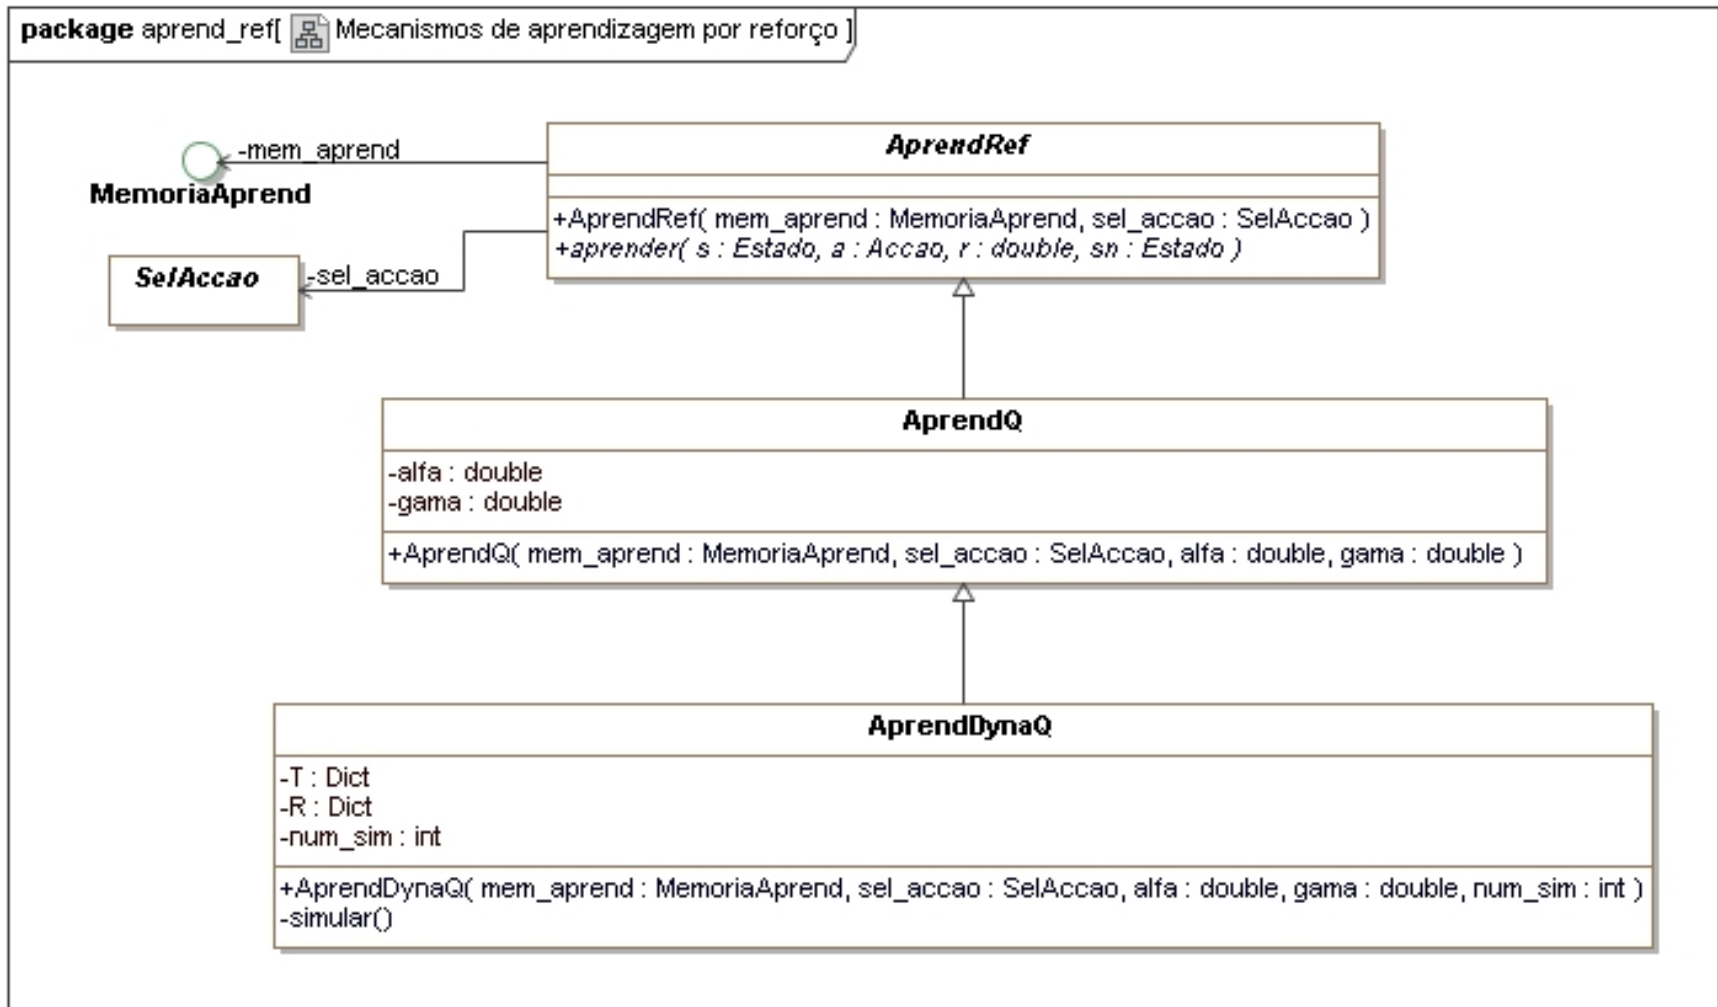 package aprend_ref[ Mecanismos de aprendizagem por reforço ]
-mem_aprend
MemoriaAprend
SelAccao
-sel_accao
AprendRef
+AprendRef( mem_aprend : MemoriaAprend, sel_accao : SelAccao )
+aprender( s : Estado, a : Accao, r : double, sn : Estado )
AprendQ
-alfa : double
-gama : double
+AprendQ( mem_aprend : MemoriaAprend, sel_accao : SelAccao, alfa : double, gama : double )
AprendDynaQ
-T : Dict
-R : Dict
-num_sim : int
+AprendDynaQ( mem_aprend : MemoriaAprend, sel_accao : SelAccao, alfa : double, gama : double, num_sim : int )
-simular()